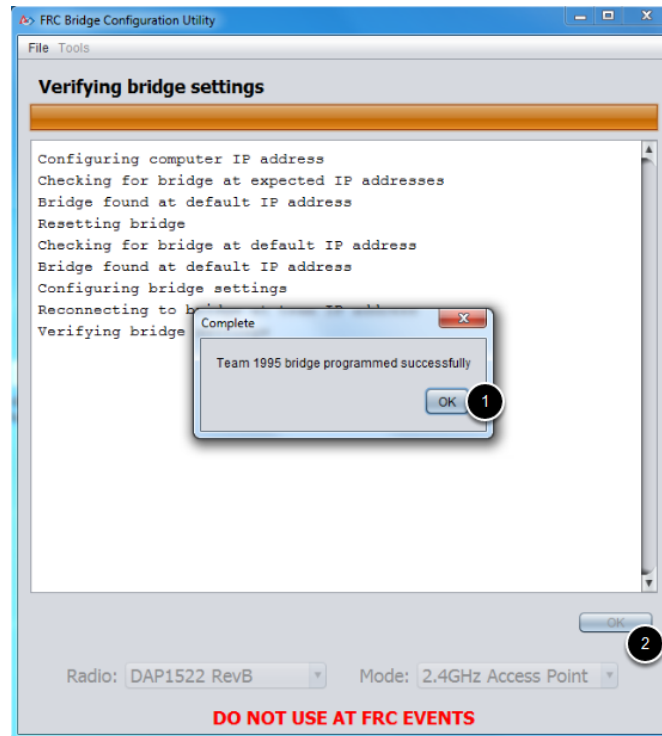 FRC Bridge Configuration Utility
File Tools
Verifying bridge settings
Configuring computer IP address
Checking for bridge at expected IP addresses
Bridge found at default IP address
Resetting bridge
Checking for bridge at default IP address
Bridge found at default IP address
Configuring bridge settings
Reconnecting to
Verifying bridge
Complete
Team 1995 bridge programmed successfully
OK 1
OK
2
Radio: DAP1522 RevB Mode: 2.4GHz Access Point
DO NOT USE AT FRC EVENTS